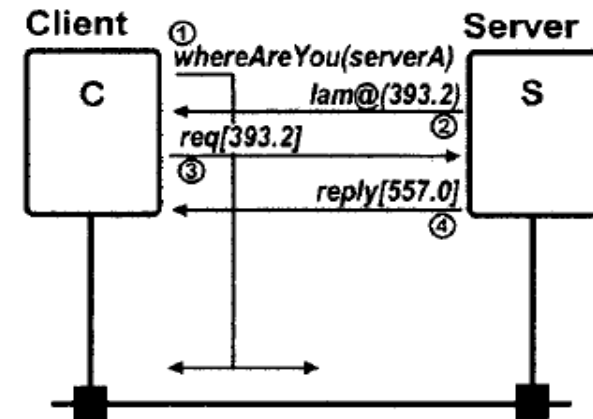 Client
Server
①
whereAreYou(serverA)
C
S
Iam@(393.2)
②
req[393.2]
③
reply[557.0]
④